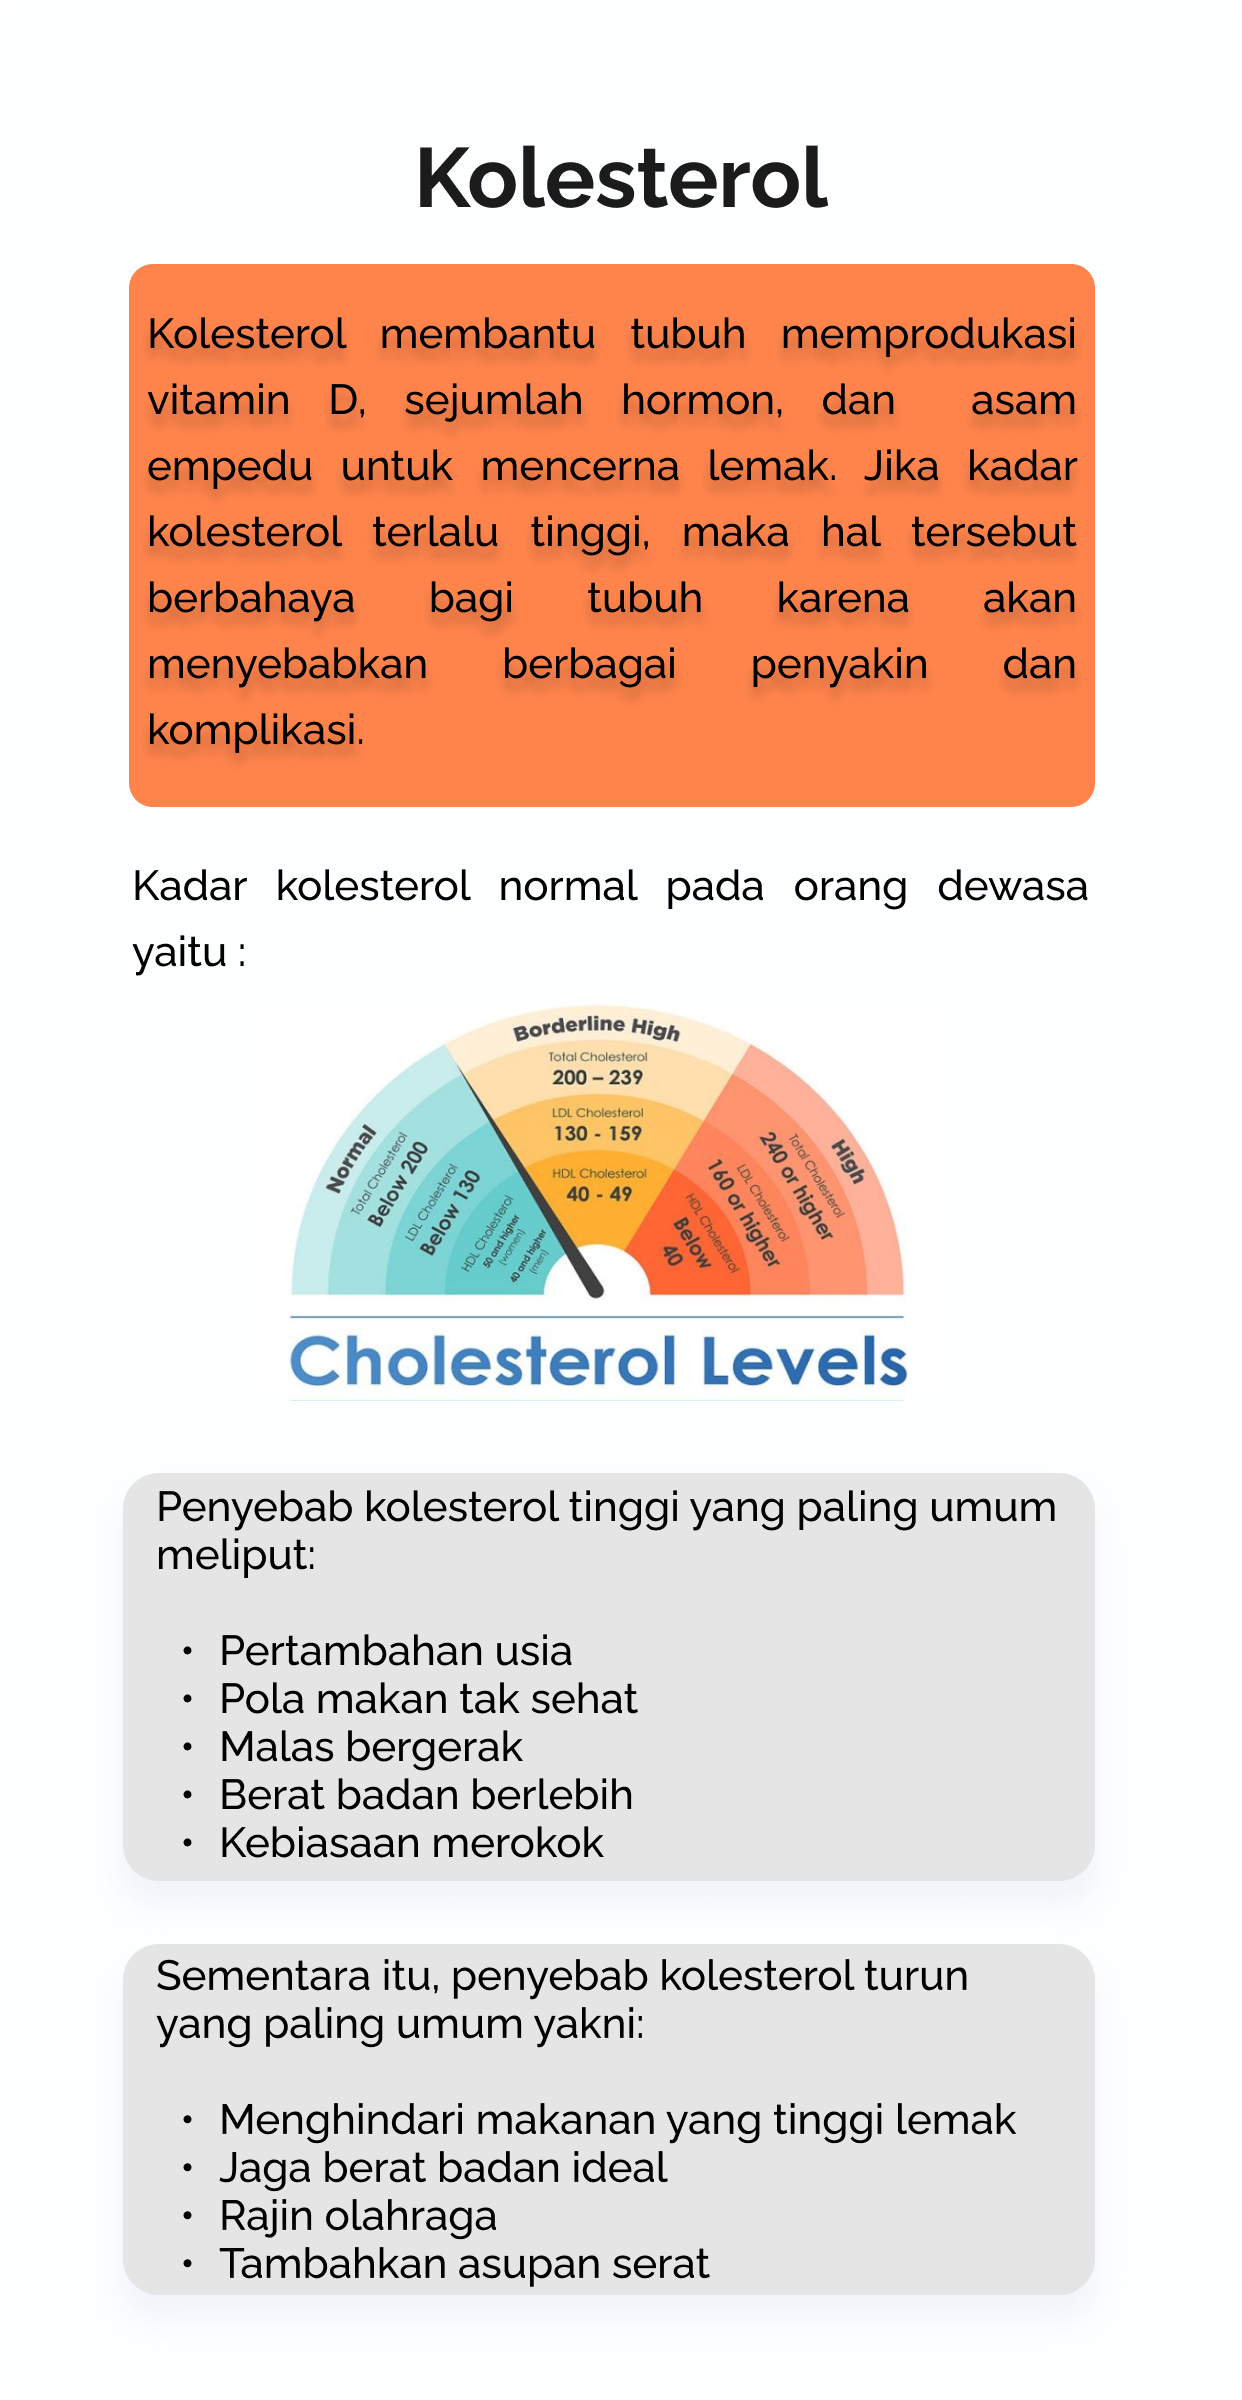 Kolesterol
Kolesterol membantu tubuh memprodukasi
vitamin D, sejumlah hormon, dan asam
empedu untuk mencerna lemak. Jika kadar
kolesterol terlalu tinggi, maka hal tersebut
berbahaya bagi tubuh karena akan
menyebabkan berbagai penyakin dan
komplikasi.
Kadar kolesterol normal pada orang dewasa
yaitu :
Normal
Total Cholesterol
Below 200
LDL Cholesterol
Below 130
HDL Cholesterol
50 and higher
(women)
40 and higher
(men)
Borderline High
Total Cholesterol
200 – 239
LDL Cholesterol
130 - 159
HDL Cholesterol
40 - 49
High
Total Cholesterol
240 or higher
LDL Cholesterol
160 or higher
HDL Cholesterol
Below
40
Cholesterol Levels
Penyebab kolesterol tinggi yang paling umum
meliput:
• Pertambahan usia
• Pola makan tak sehat
• Malas bergerak
• Berat badan berlebih
• Kebiasaan merokok
Sementara itu, penyebab kolesterol turun
yang paling umum yakni:
• Menghindari makanan yang tinggi lemak
• Jaga berat badan ideal
• Rajin olahraga
• Tambahkan asupan serat